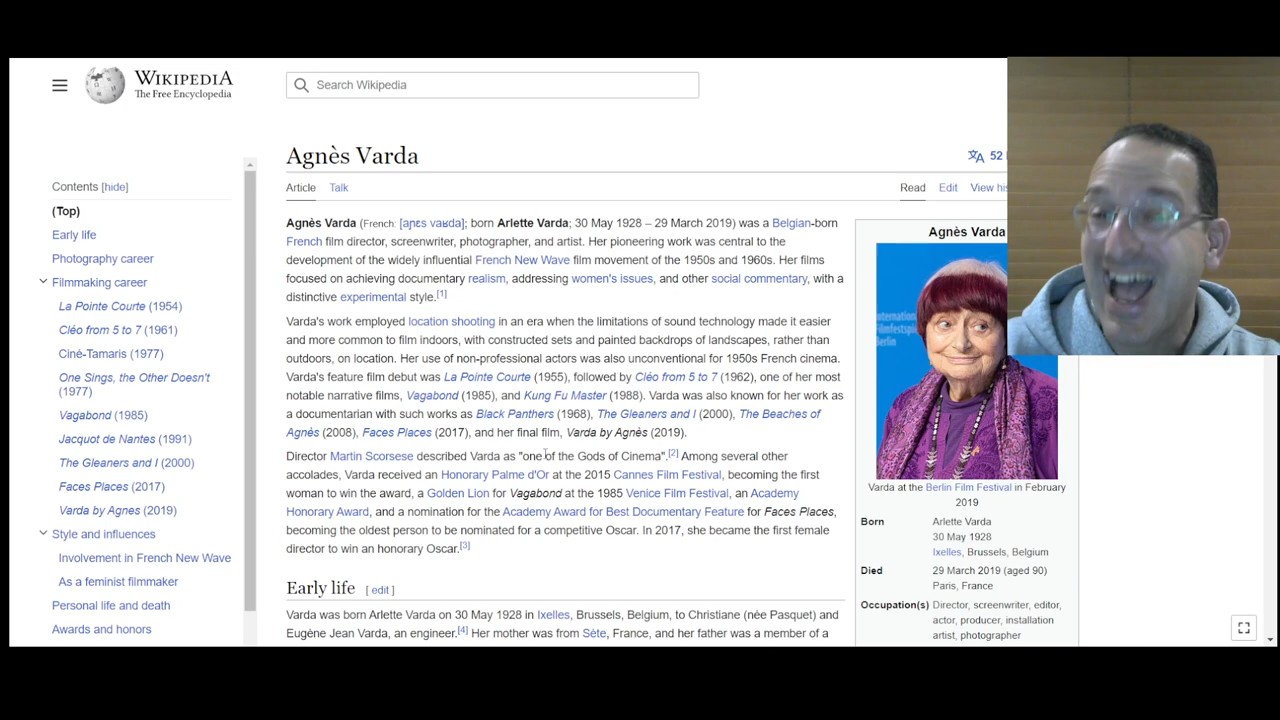 WIKIPEDIA
The Free Encyclopedia
Search Wikipedia
Agnès Varda
52
Contents [hide]
(Top)
Early life
Photography career
Filmmaking career
La Pointe Courte (1954)
Cléo from 5 to 7 (1961)
Ciné-Tamaris (1977)
One Sings, the Other Doesn't
(1977)
Vagabond (1985)
Jacquot de Nantes (1991)
The Gleaners and I (2000)
Faces Places (2017)
Varda by Agnes (2019)
Style and influences
Involvement in French New Wave
As a feminist filmmaker
Personal life and death
Awards and honors
Article Talk
Read Edit View his
Agnès Varda (French: [aɲɛs vaʁda]; born Arlette Varda; 30 May 1928 – 29 March 2019) was a Belgian-born
French film director, screenwriter, photographer, and artist. Her pioneering work was central to the
development of the widely influential French New Wave film movement of the 1950s and 1960s. Her films
focused on achieving documentary realism, addressing women's issues, and other social commentary, with a
distinctive experimental style.[1]
Varda's work employed location shooting in an era when the limitations of sound technology made it easier
and more common to film indoors, with constructed sets and painted backdrops of landscapes, rather than
outdoors, on location. Her use of non-professional actors was also unconventional for 1950s French cinema.
Varda's feature film debut was La Pointe Courte (1955), followed by Cléo from 5 to 7 (1962), one of her most
notable narrative films, Vagabond (1985), and Kung Fu Master (1988). Varda was also known for her work as
a documentarian with such works as Black Panthers (1968), The Gleaners and I (2000), The Beaches of
Agnès (2008), Faces Places (2017), and her final film, Varda by Agnès (2019).
Director Martin Scorsese described Varda as "one of the Gods of Cinema".[2] Among several other
accolades, Varda received an Honorary Palme d'Or at the 2015 Cannes Film Festival, becoming the first
woman to win the award, a Golden Lion for Vagabond at the 1985 Venice Film Festival, an Academy
Honorary Award, and a nomination for the Academy Award for Best Documentary Feature for Faces Places,
becoming the oldest person to be nominated for a competitive Oscar. In 2017, she became the first female
director to win an honorary Oscar.[3]
Early life [ edit ]
Varda was born Arlette Varda on 30 May 1928 in Ixelles, Brussels, Belgium, to Christiane (née Pasquet) and
Eugène Jean Varda, an engineer.[4] Her mother was from Sète, France, and her father was a member of a
Agnès Varda
International
Filmfestspie
Berlin
Varda at the Berlin Film Festival in February
2019
Born Arlette Varda
30 May 1928
Ixelles, Brussels, Belgium
Died 29 March 2019 (aged 90)
Paris, France
Occupation(s) Director, screenwriter, editor,
actor, producer, installation
artist, photographer